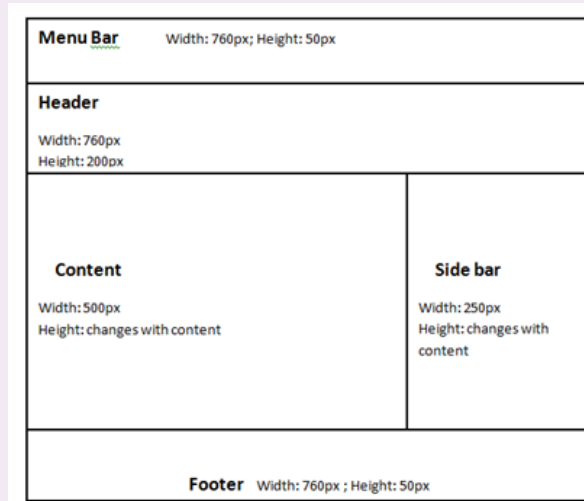 Menu Bar Width: 760px; Height: 50px
Header
Width: 760px
Height: 200px
Content
Width: 500px
Height: changes with content
Side bar
Width: 250px
Height: changes with
content
Footer Width: 760px ; Height: 50px